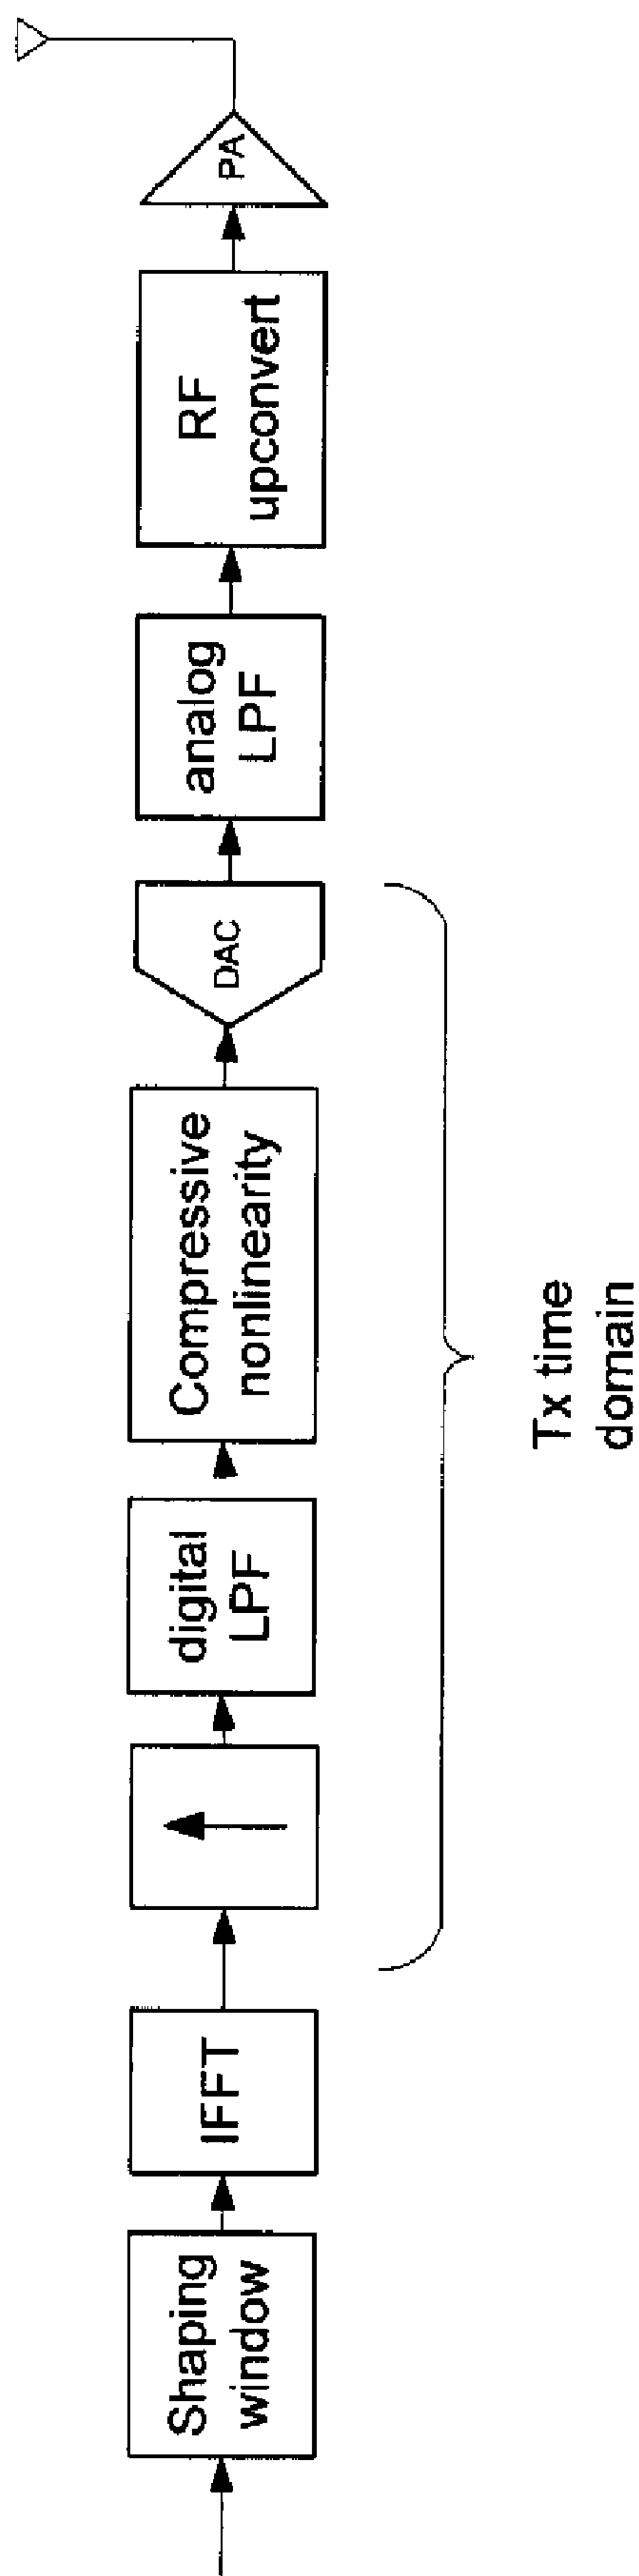 Shaping
window
IFFT
digital
LPF
Compressive
nonlinearity
DAC
analog
LPF
RF
upconvert
PA
Tx time
domain